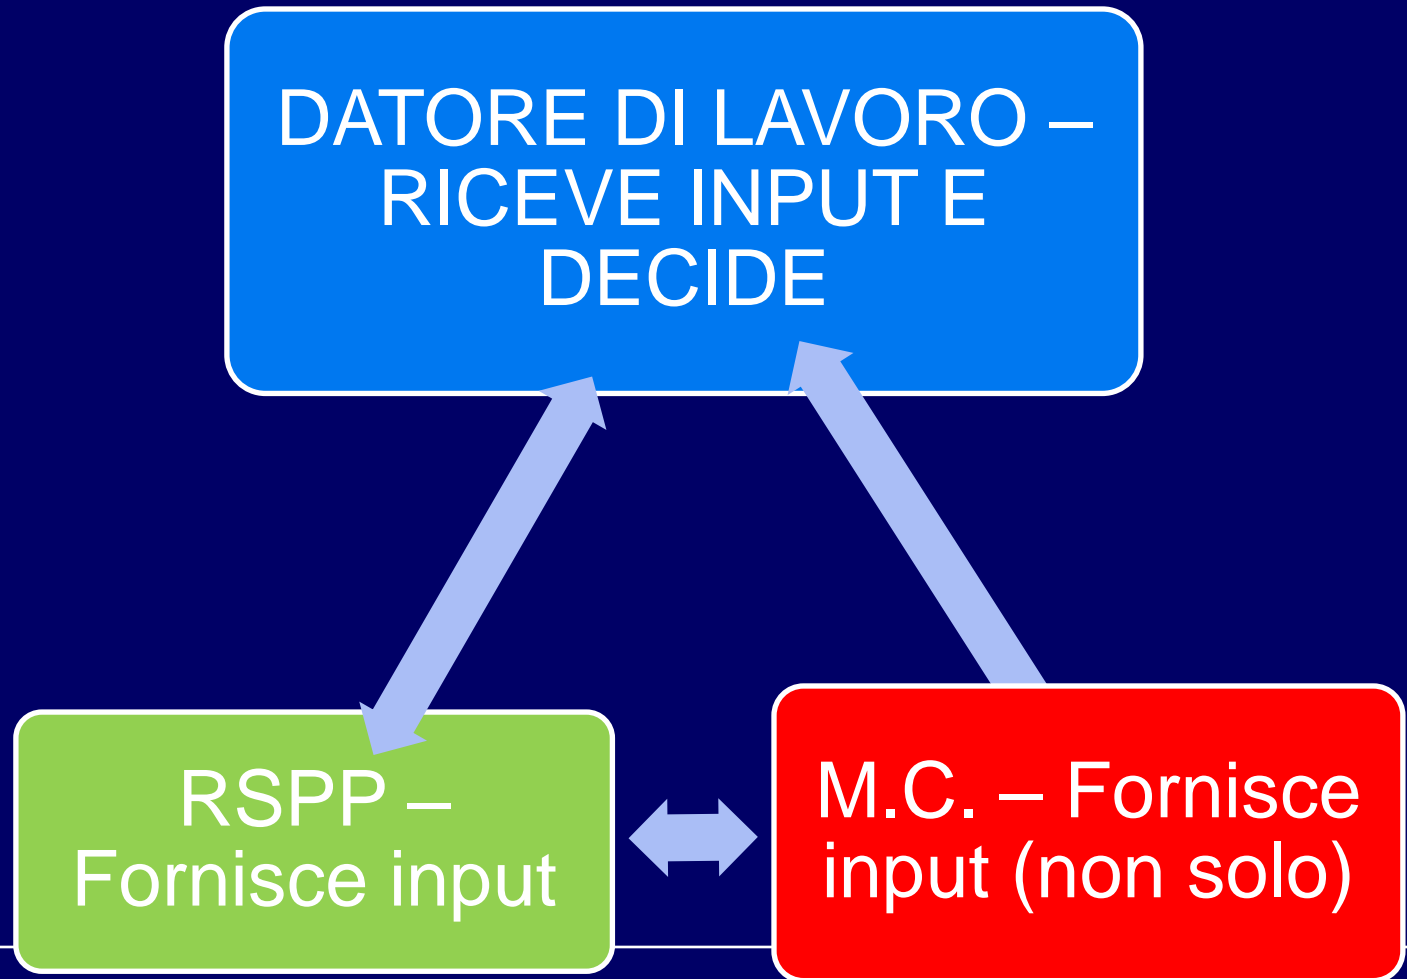 DATORE DI LAVORO –
RICEVE INPUT E
DECIDE
RSPP –
Fornisce input
M.C. – Fornisce
input (non solo)